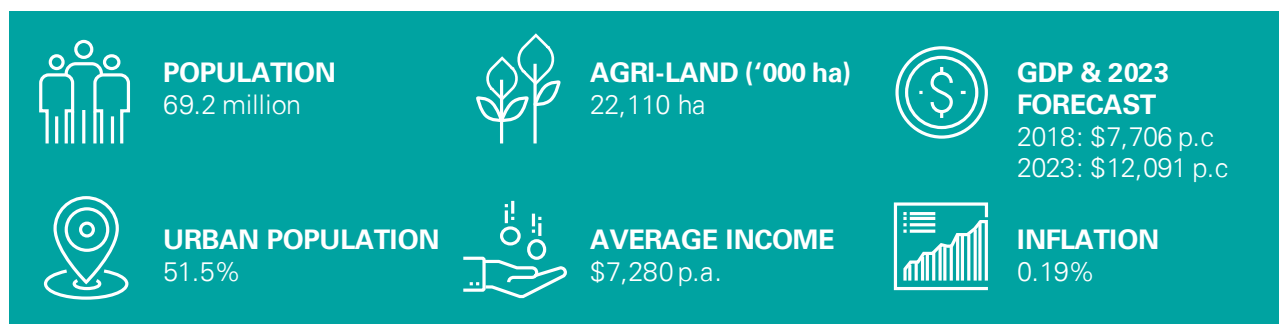 POPULATION
69.2 million
AGRI-LAND (‘000 ha)
22,110 ha
GDP & 2023
FORECAST
2018: $7,706 p.c
2023: $12,091 p.c
URBAN POPULATION
51.5%
AVERAGE INCOME
$7,280 p.a.
INFLATION
0.19%